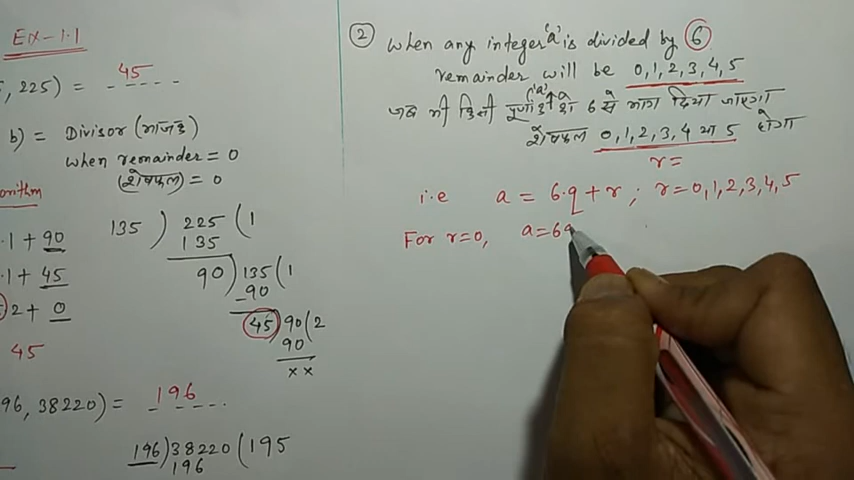 Ex-1.1
, 225) = 45
b) = Divisor (भाजक)
when remainder = 0
(शेषफल) = 0
orithm
·1 + 90
·1 + 45
2 + 0
45
135 ) 225 ( 1
135
90 ) 135 ( 1
-90
45 ) 90 ( 2
90
××
96, 38220) = 196
196 ) 38220 ( 195
196
② when any integer 'a' is divided by 6
remainder will be 0,1,2,3,4,5
जब भी किसी पूर्णांक ('a') को 6 से भाग दिया जाएगा
शेषफल 0,1,2,3,4 या 5 होगा
r=
i.e a = 6·q + r ; r=0,1,2,3,4,5
For r=0, a=6q